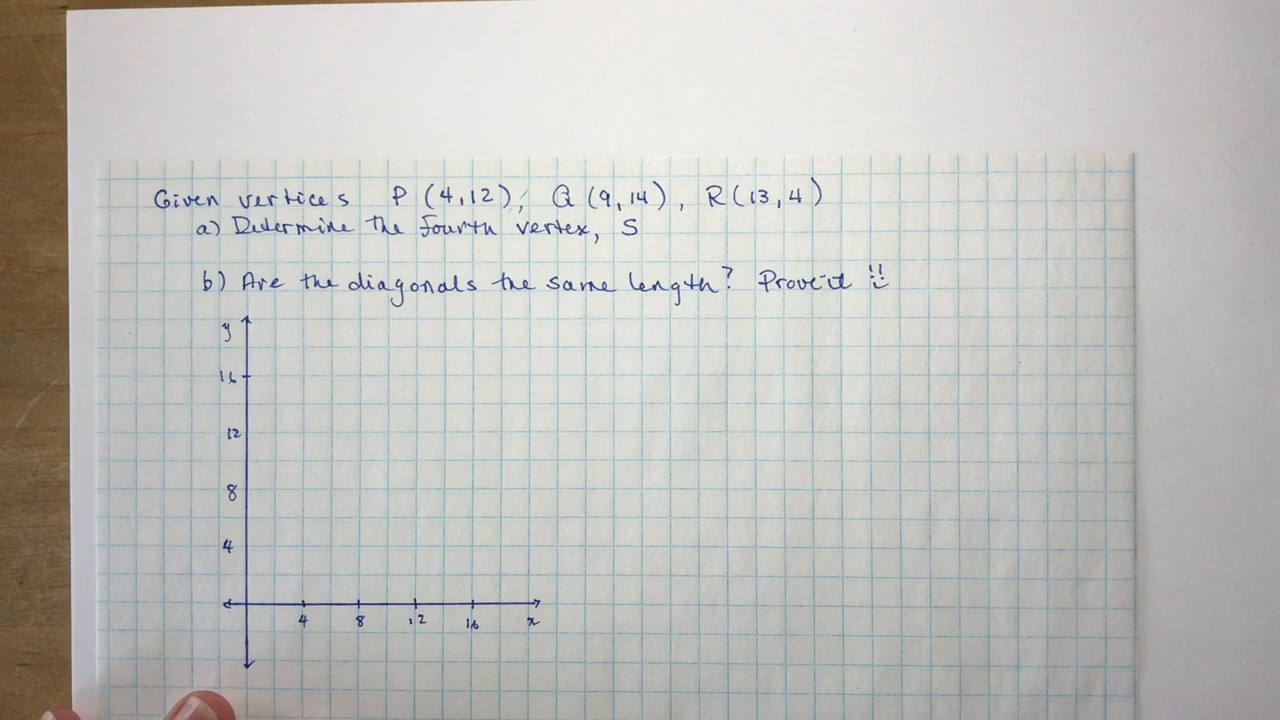 Given vertices P (4,12), Q (9,14), R(13,4)
a) Determine the fourth vertex, S
b) Are the diagonals the same length? Prove it !!
y
16
12
8
4
4 8 12 16 x